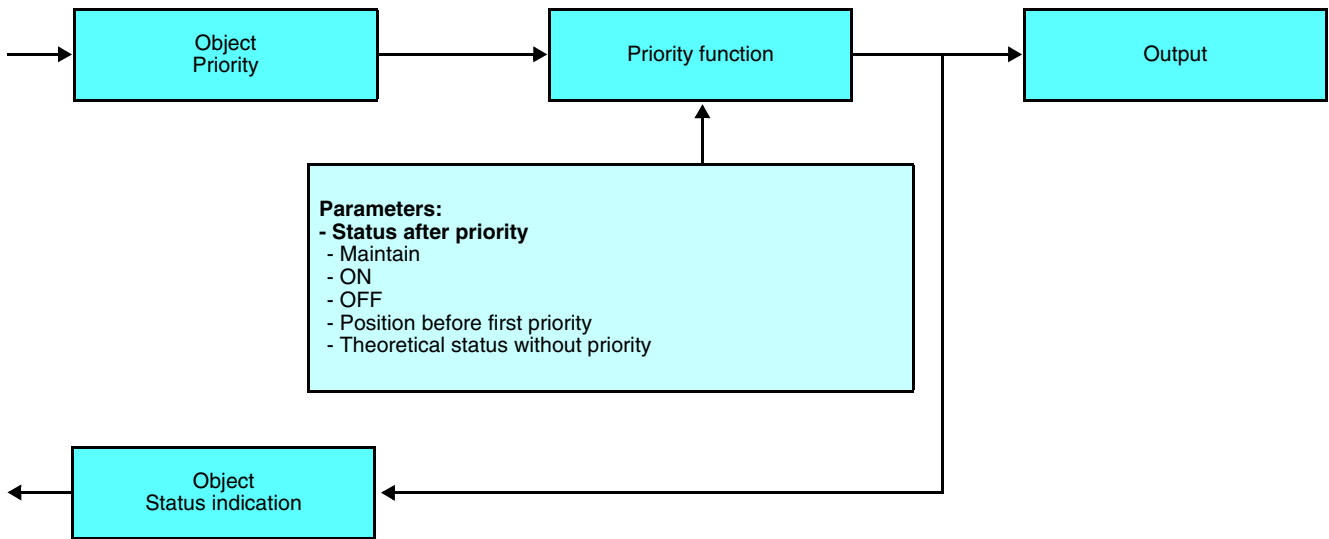 Object
Priority
Priority function
Output
Parameters:
- Status after priority
- Maintain
- ON
- OFF
- Position before first priority
- Theoretical status without priority
Object
Status indication